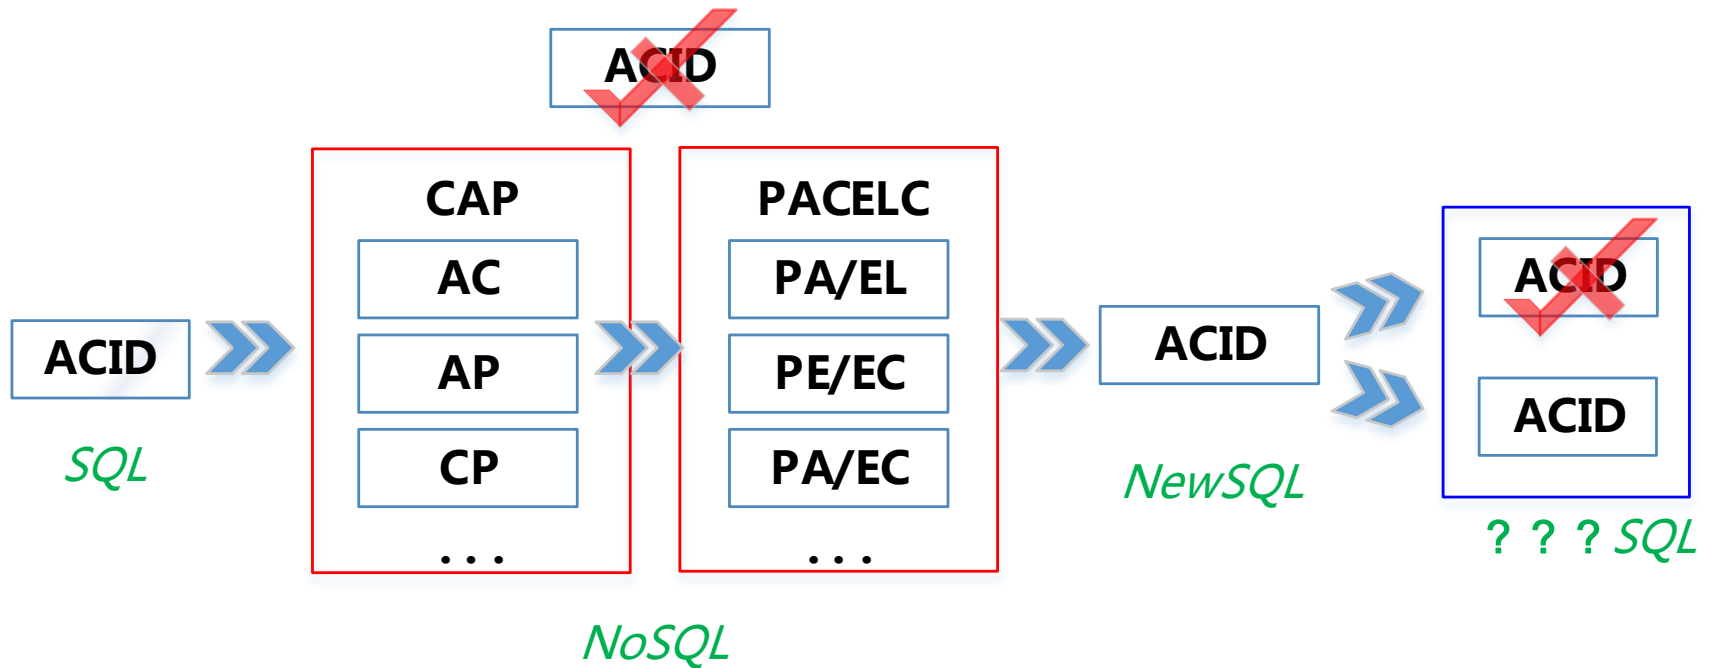 ACID
CAP
AC
AP
CP
...
PACELC
PA/EL
PE/EC
PA/EC
...
ACID
SQL
NoSQL
ACID
NewSQL
ACID
ACID
？？？SQL